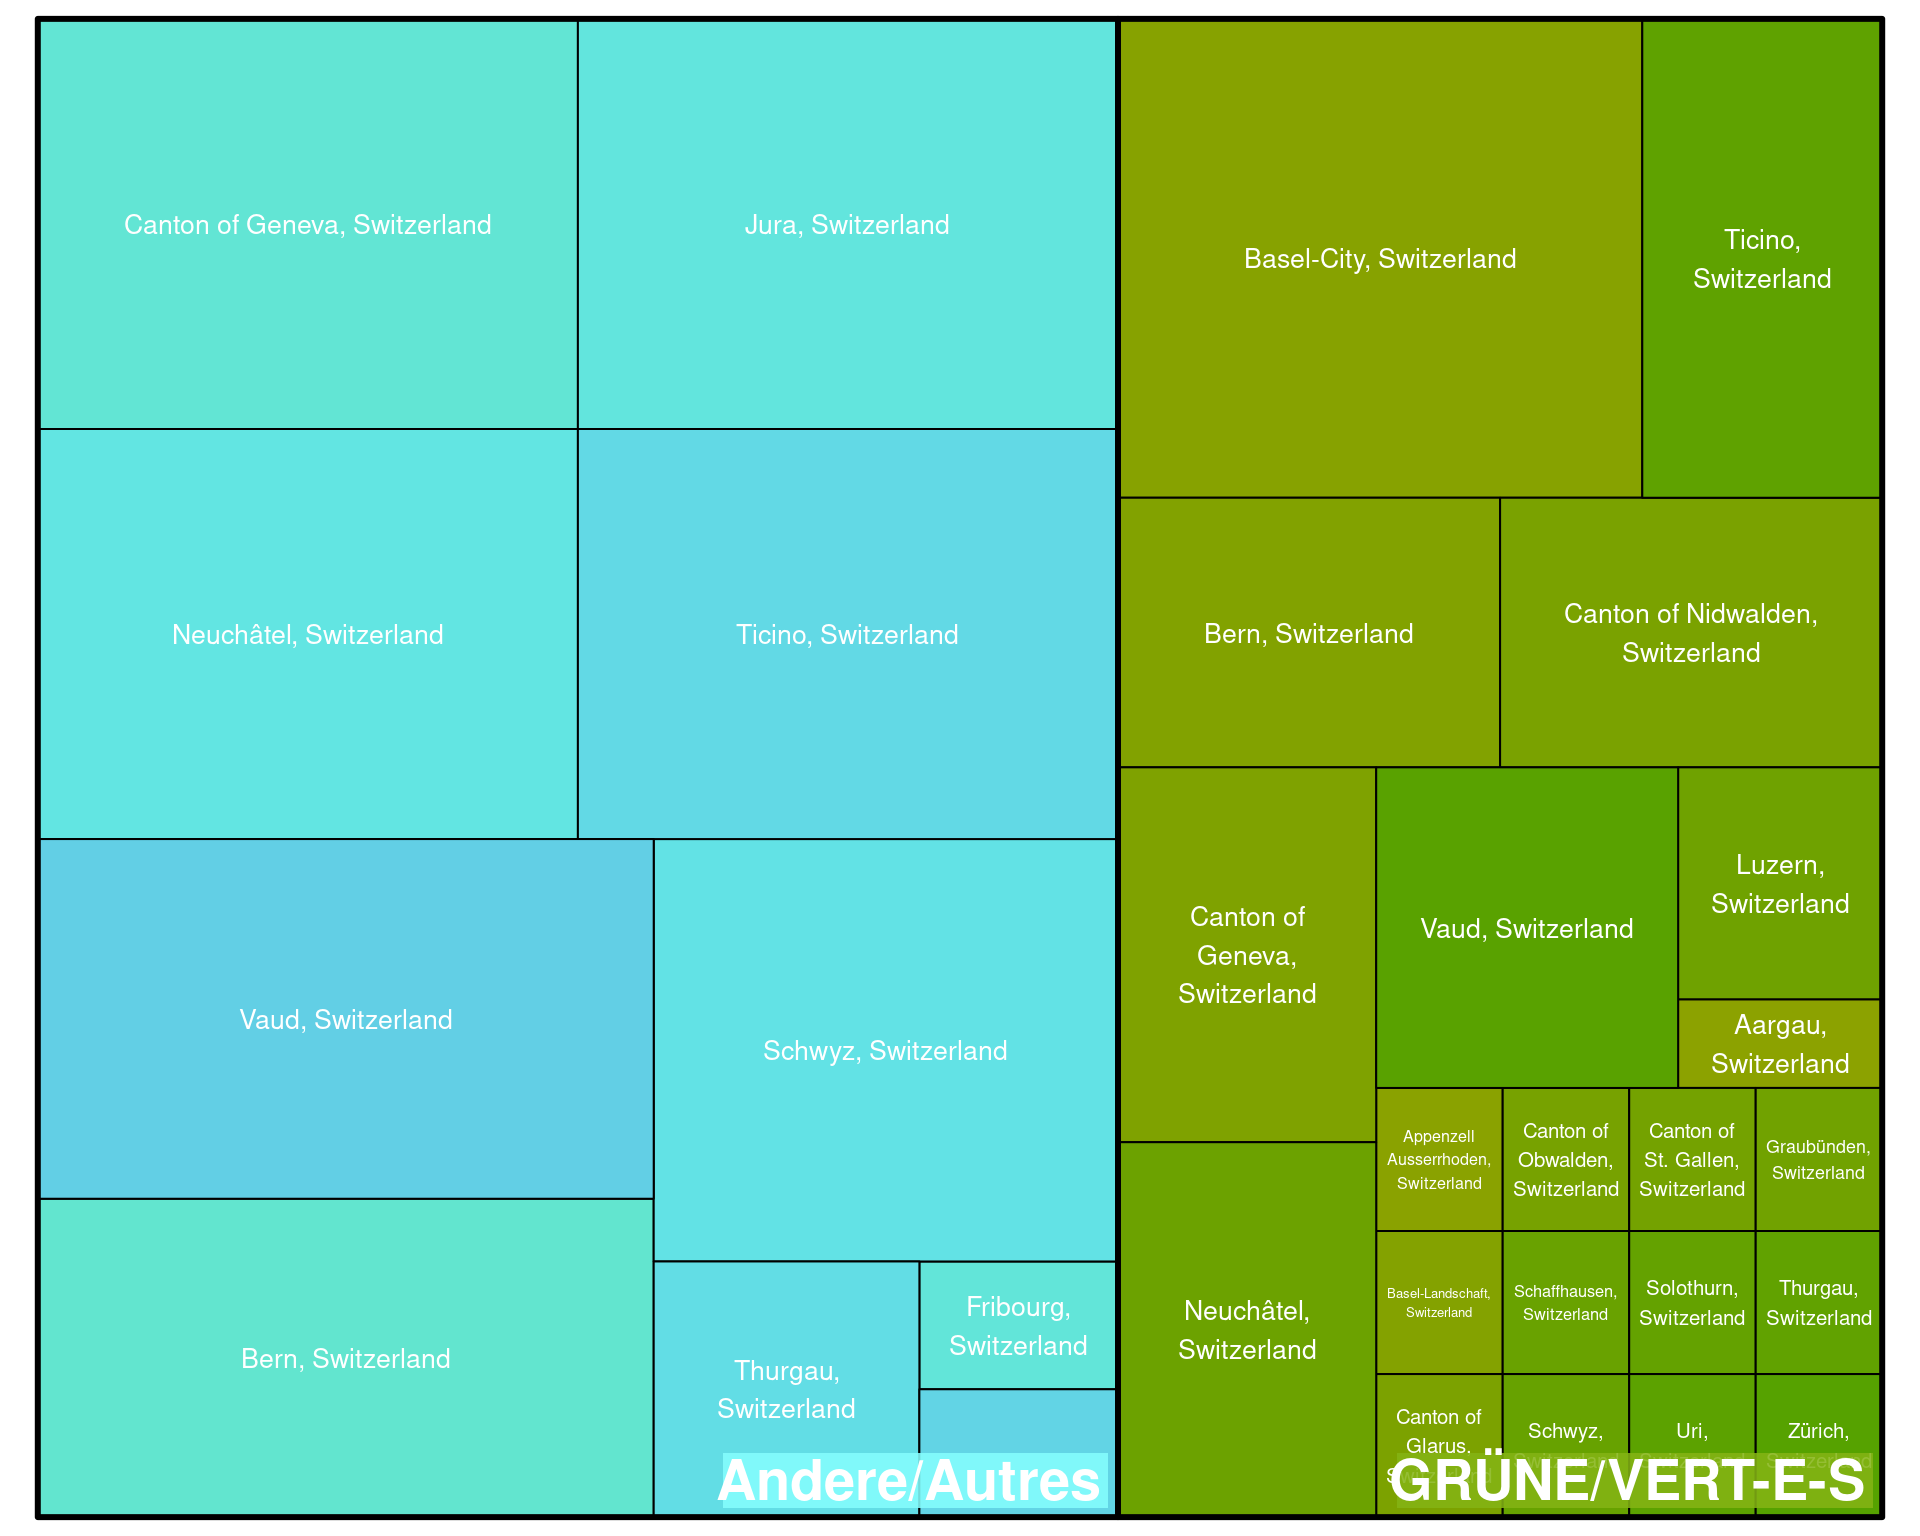 Canton of Geneva, Switzerland
Jura, Switzerland
Neuchâtel, Switzerland
Ticino, Switzerland
Vaud, Switzerland
Schwyz, Switzerland
Bern, Switzerland
Thurgau,
Switzerland
Fribourg,
Switzerland
Andere/Autres
Basel-City, Switzerland
Ticino,
Switzerland
Bern, Switzerland
Canton of Nidwalden,
Switzerland
Canton of
Geneva,
Switzerland
Vaud, Switzerland
Luzern,
Switzerland
Aargau,
Switzerland
Neuchâtel,
Switzerland
Appenzell
Ausserrhoden,
Switzerland
Canton of
Obwalden,
Switzerland
Canton of
St. Gallen,
Switzerland
Graubünden,
Switzerland
Basel-Landschaft,
Switzerland
Schaffhausen,
Switzerland
Solothurn,
Switzerland
Thurgau,
Switzerland
Canton of
Glarus,
Switzerland
Schwyz,
Switzerland
Uri,
Switzerland
Zürich,
Switzerland
GRÜNE/VERT-E-S